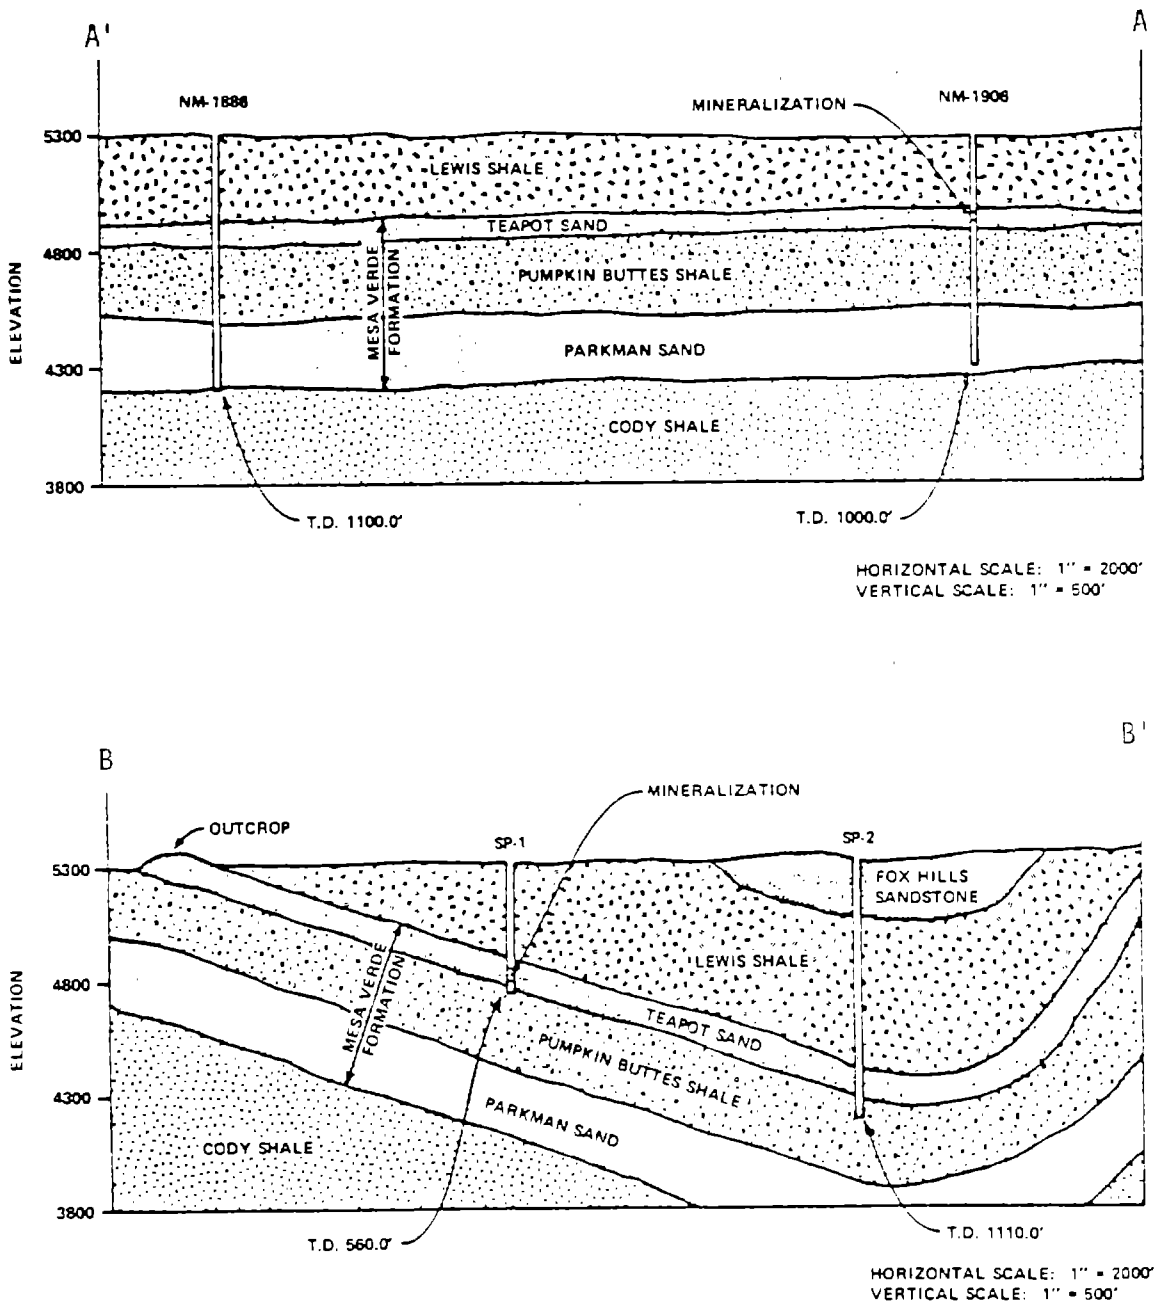 A'
A
NM-1886
MINERALIZATION
NM-1906
5300
LEWIS SHALE
TEAPOT SAND
4800
PUMPKIN BUTTES SHALE
ELEVATION
MESA VERDE
FORMATION
PARKMAN SAND
4300
CODY SHALE
3800
T.D. 1100.0'
T.D. 1000.0'
HORIZONTAL SCALE: 1" = 2000'
VERTICAL SCALE: 1" = 500'
B
B'
MINERALIZATION
OUTCROP
SP-1
SP-2
5300
FOX HILLS
SANDSTONE
LEWIS SHALE
4800
MESA VERDE
FORMATION
TEAPOT SAND
ELEVATION
PUMPKIN BUTTES SHALE
4300
PARKMAN SAND
CODY SHALE
3800
T.D. 560.0'
T.D. 1110.0'
HORIZONTAL SCALE: 1" = 2000'
VERTICAL SCALE: 1" = 500'